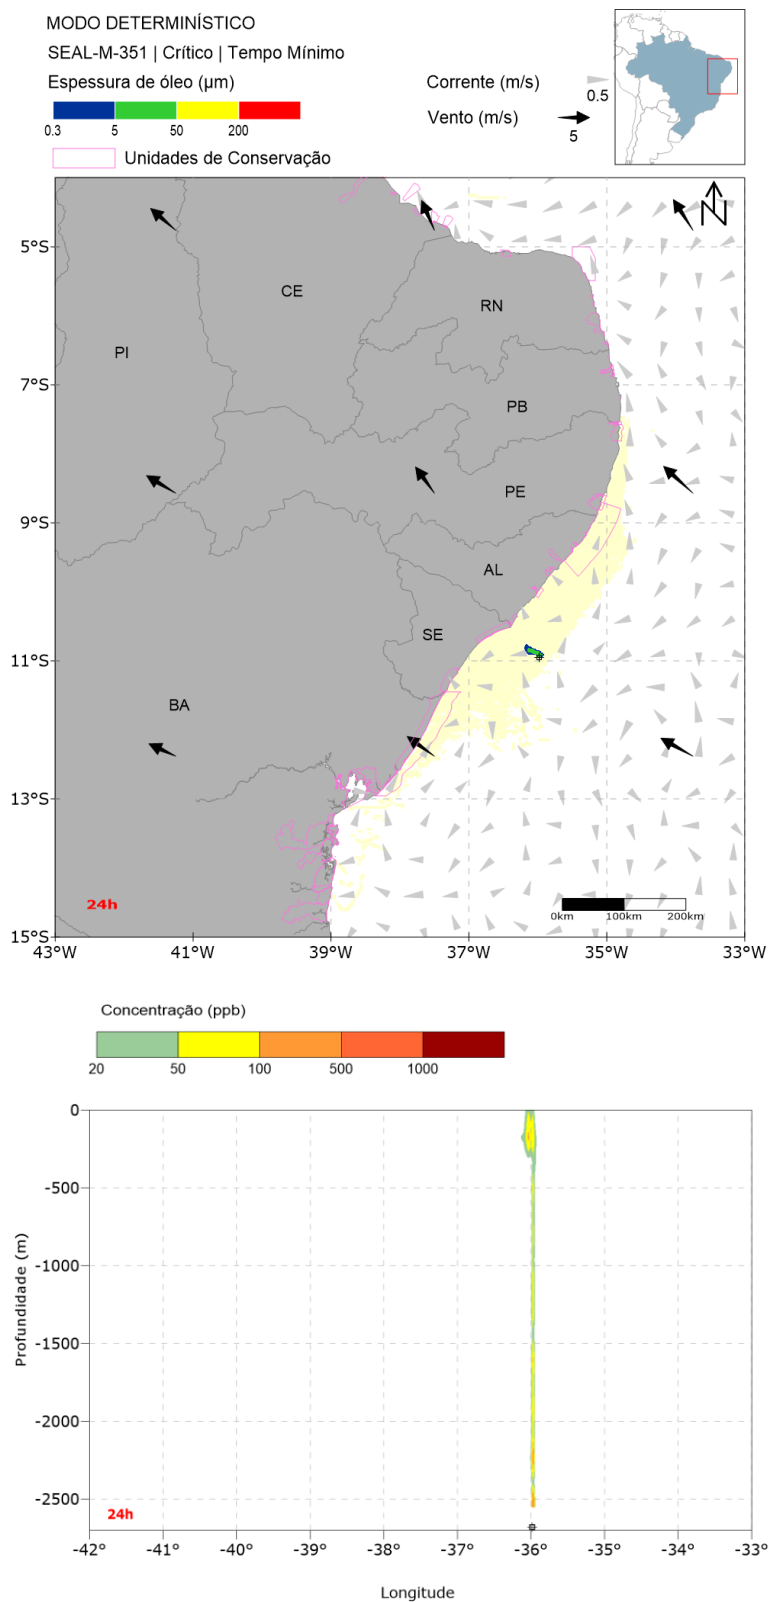 MODO DETERMINÍSTICO
SEAL-M-351 | Crítico | Tempo Mínimo
Espessura de óleo (µm)
0.3 5 50 200
Unidades de Conservação
Corrente (m/s)
0.5
Vento (m/s)
5
N
5°S
7°S
9°S
11°S
13°S
15°S
CE
RN
PI
PB
PE
AL
SE
BA
24h
0km 100km 200km
43°W 41°W 39°W 37°W 35°W 33°W
Concentração (ppb)
20 50 100 500 1000
Profundidade (m)
0
-500
-1000
-1500
-2000
-2500
24h
-42° -41° -40° -39° -38° -37° -36° -35° -34° -33°
Longitude